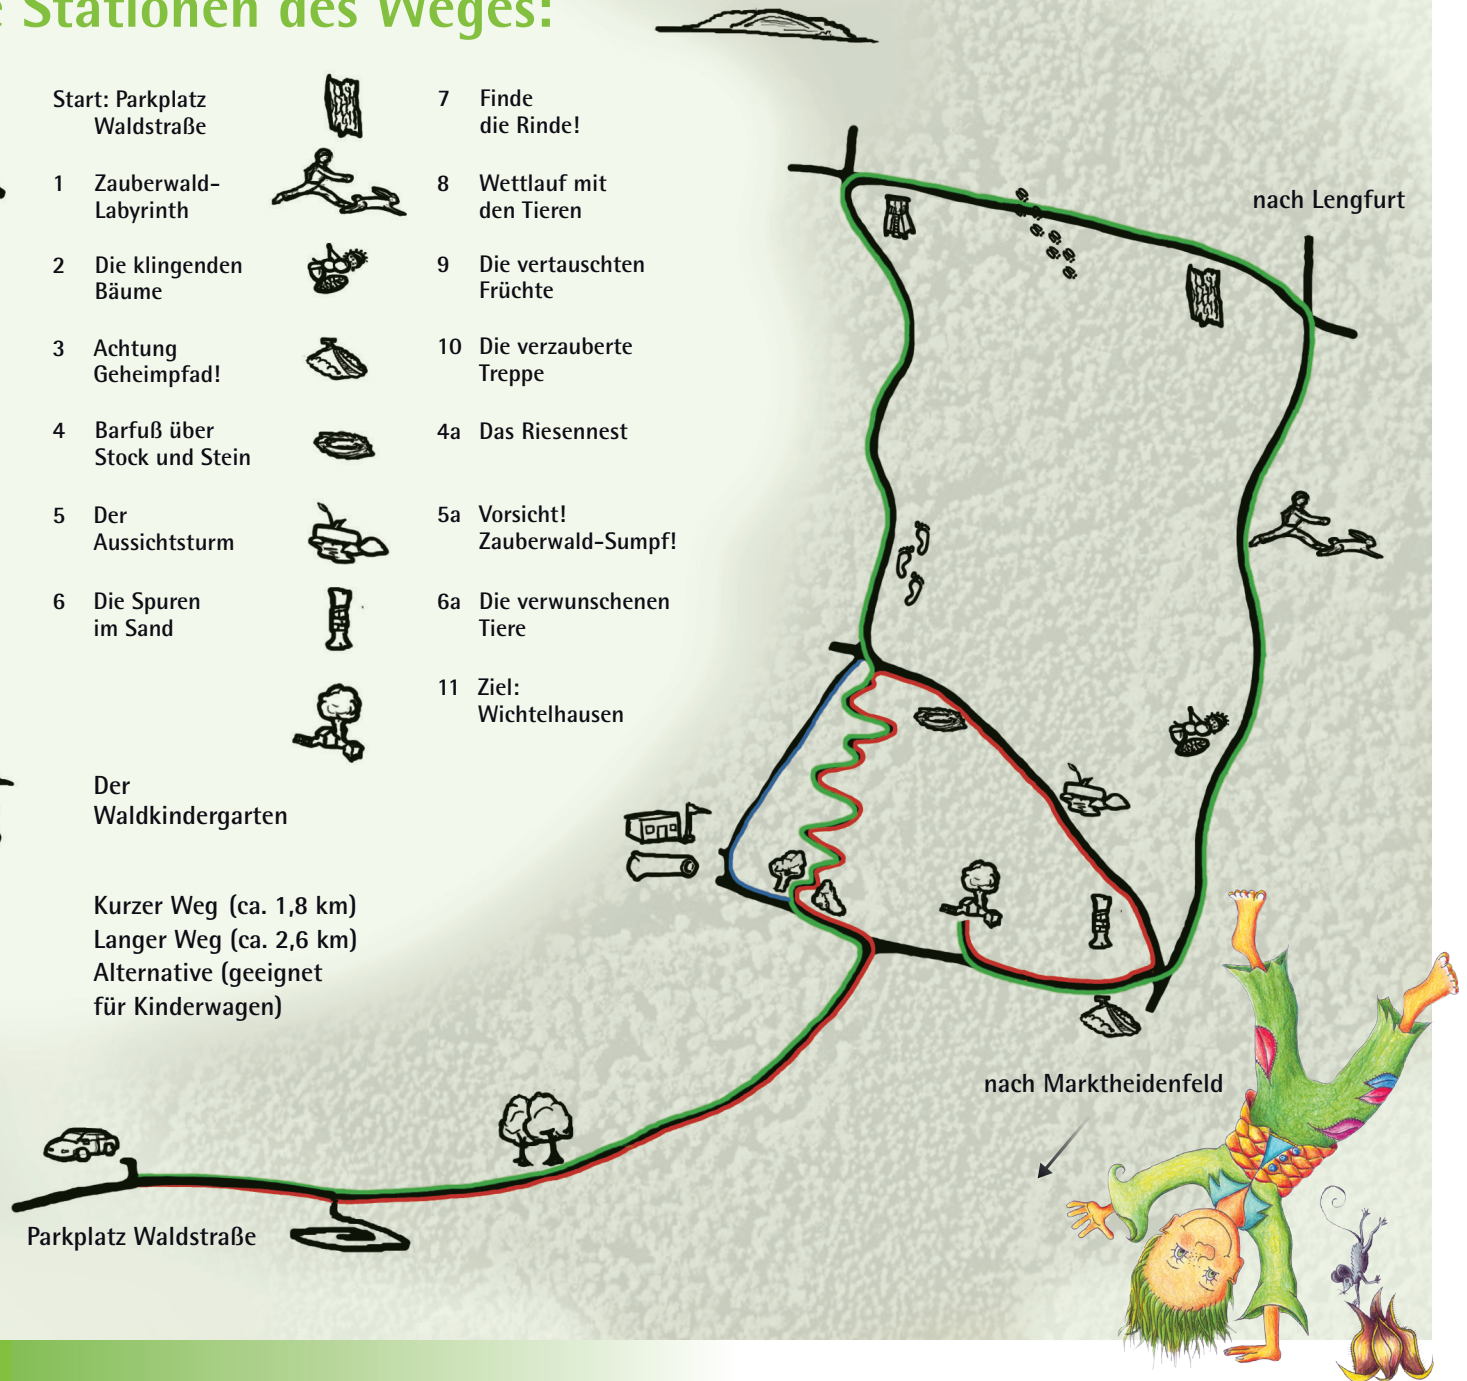 e Stationen des Weges:
Start: Parkplatz
Waldstraße
1 Zauberwald-
Labyrinth
2 Die klingenden
Bäume
3 Achtung
Geheimpfad!
4 Barfuß über
Stock und Stein
5 Der
Aussichtsturm
6 Die Spuren
im Sand
Der
Waldkindergarten
Kurzer Weg (ca. 1,8 km)
Langer Weg (ca. 2,6 km)
Alternative (geeignet
für Kinderwagen)
7 Finde
die Rinde!
8 Wettlauf mit
den Tieren
9 Die vertauschten
Früchte
10 Die verzauberte
Treppe
4a Das Riesennest
5a Vorsicht!
Zauberwald-Sumpf!
6a Die verwunschenen
Tiere
11 Ziel:
Wichtelhausen
nach Lengfurt
nach Marktheidenfeld
Parkplatz Waldstraße